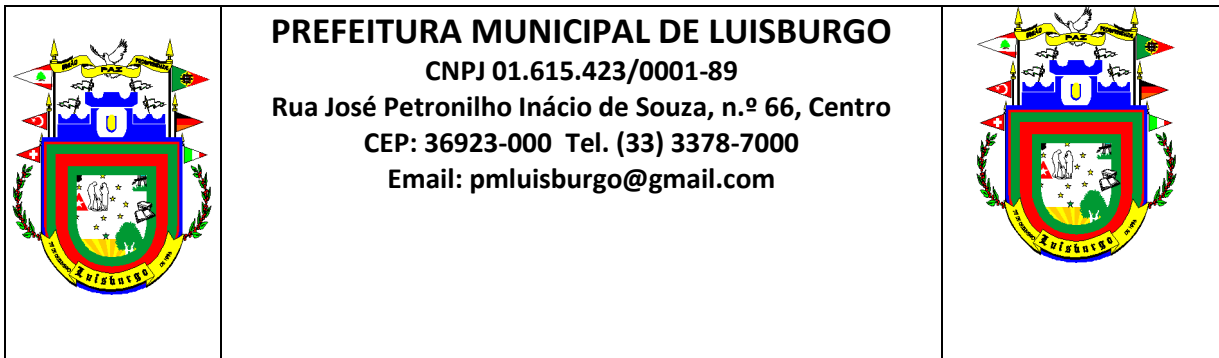 PREFEITURA MUNICIPAL DE LUISBURGO
CNPJ 01.615.423/0001-89
Rua José Petronilho Inácio de Souza, n.º 66, Centro
CEP: 36923-000 Tel. (33) 3378-7000
Email: pmluisburgo@gmail.com
PAZ
U
Luisburgo
PAZ
U
Luisburgo